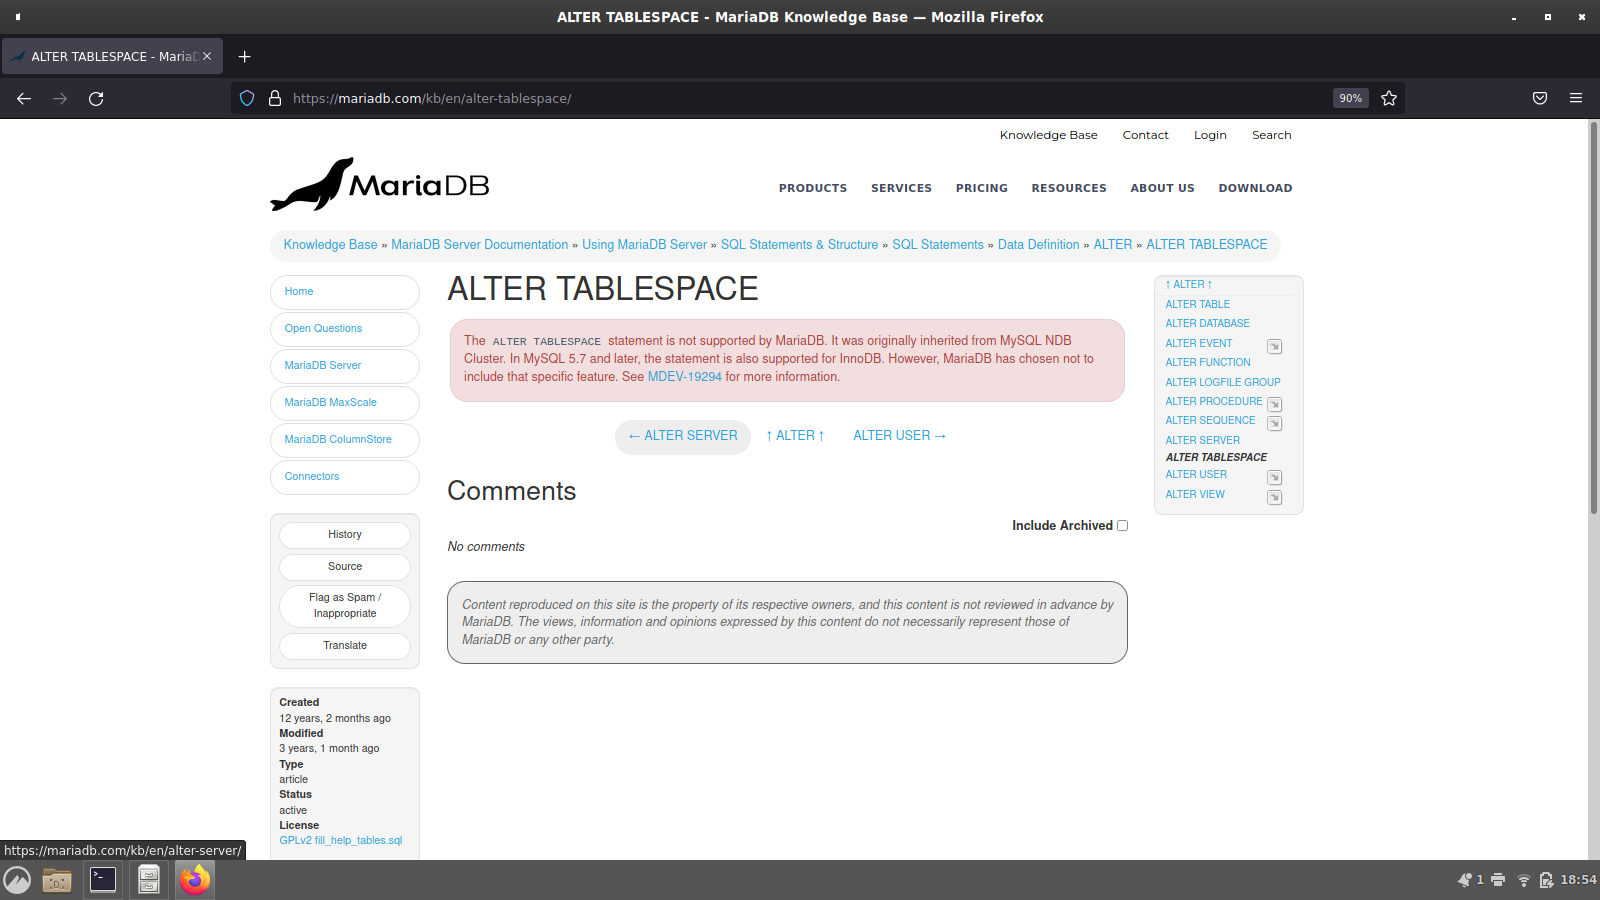 ALTER TABLESPACE - MariaDB Knowledge Base — Mozilla Firefox
ALTER TABLESPACE - MariaD
https://mariadb.com/kb/en/alter-tablespace/
90%
Knowledge Base
Contact
Login
Search
MariaDB
PRODUCTS
SERVICES
PRICING
RESOURCES
ABOUT US
DOWNLOAD
Knowledge Base » MariaDB Server Documentation » Using MariaDB Server » SQL Statements & Structure » SQL Statements » Data Definition » ALTER » ALTER TABLESPACE
Home
Open Questions
MariaDB Server
MariaDB MaxScale
MariaDB ColumnStore
Connectors
History
Source
Flag as Spam /
Inappropriate
Translate
Created
12 years, 2 months ago
Modified
3 years, 1 month ago
Type
article
Status
active
License
GPLv2 fill_help_tables.sql
ALTER TABLESPACE
The ALTER TABLESPACE statement is not supported by MariaDB. It was originally inherited from MySQL NDB
Cluster. In MySQL 5.7 and later, the statement is also supported for InnoDB. However, MariaDB has chosen not to
include that specific feature. See MDEV-19294 for more information.
← ALTER SERVER
↑ ALTER ↑
ALTER USER →
Comments
Include Archived
No comments
Content reproduced on this site is the property of its respective owners, and this content is not reviewed in advance by
MariaDB. The views, information and opinions expressed by this content do not necessarily represent those of
MariaDB or any other party.
↑ ALTER ↑
ALTER TABLE
ALTER DATABASE
ALTER EVENT
ALTER FUNCTION
ALTER LOGFILE GROUP
ALTER PROCEDURE
ALTER SEQUENCE
ALTER SERVER
ALTER TABLESPACE
ALTER USER
ALTER VIEW
https://mariadb.com/kb/en/alter-server/
1
18:54